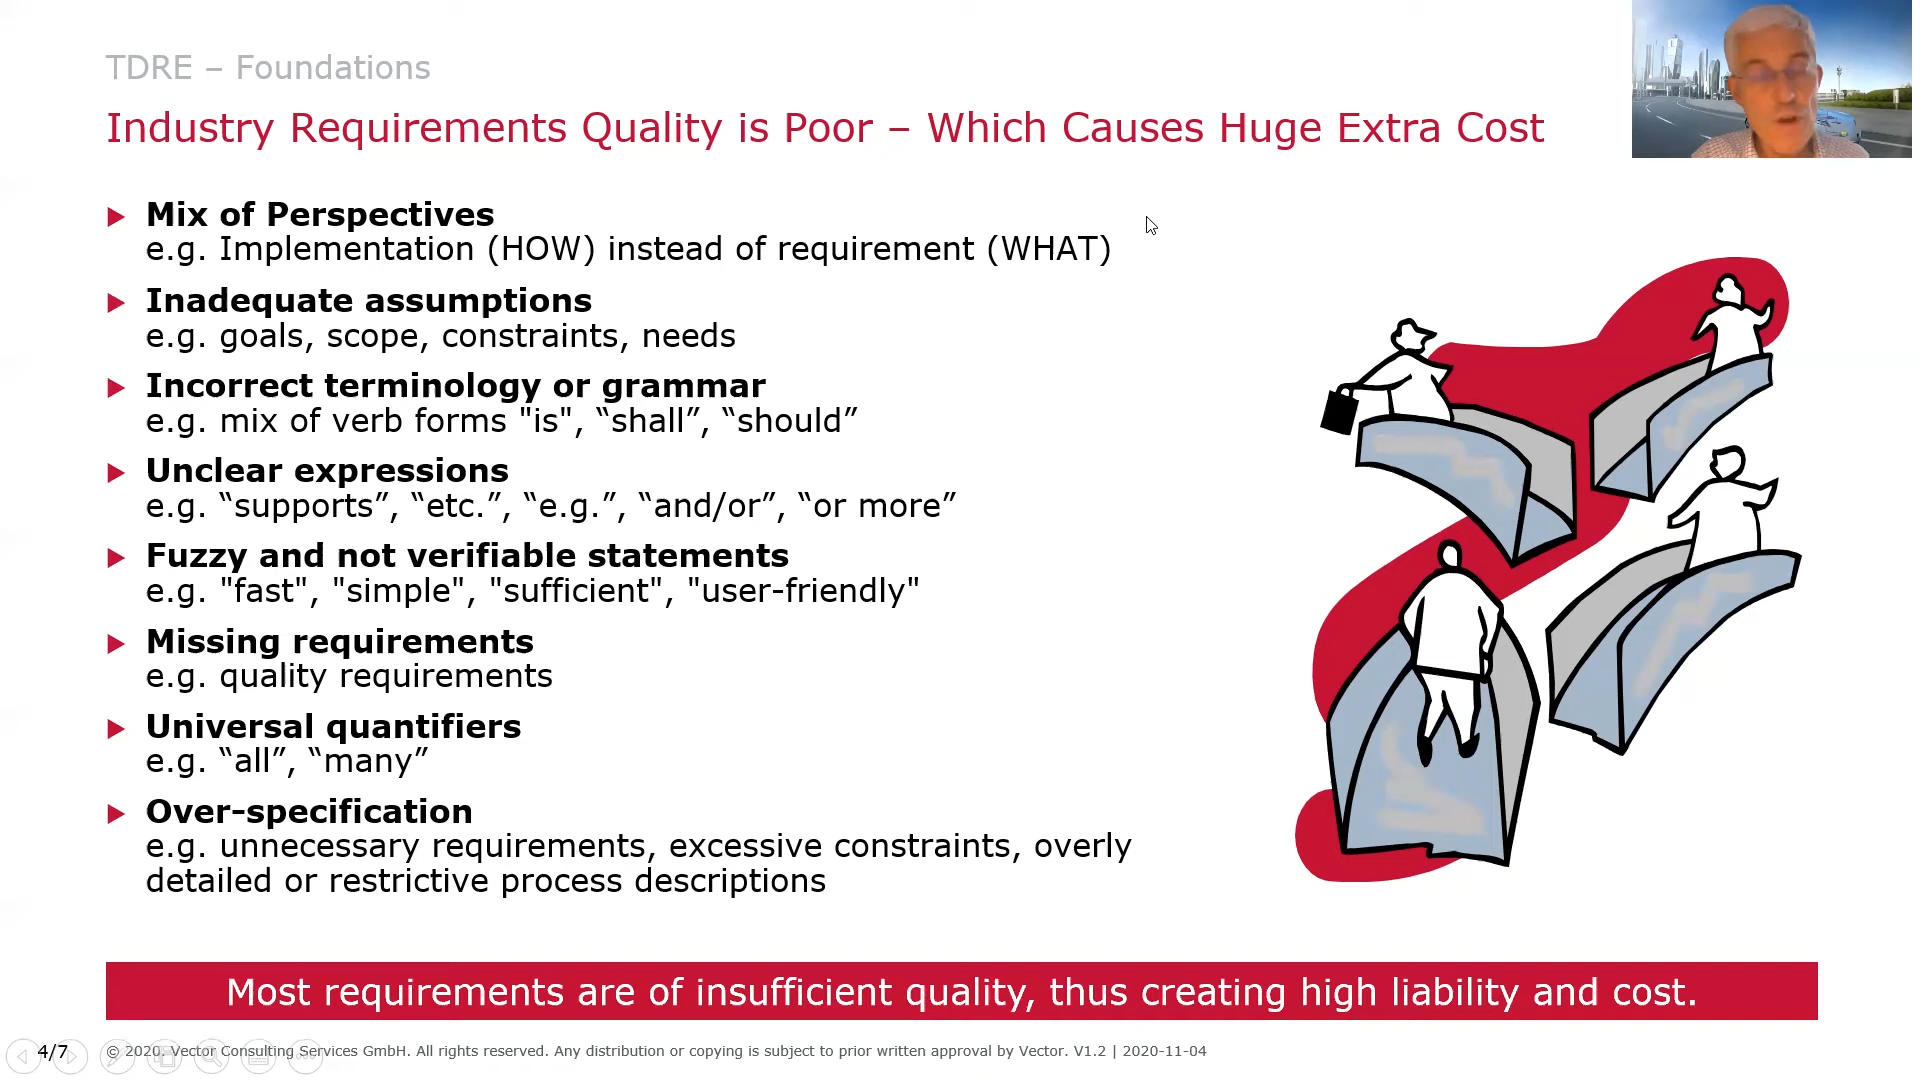 TDRE – Foundations
Industry Requirements Quality is Poor – Which Causes Huge Extra Cost
Mix of Perspectives
e.g. Implementation (HOW) instead of requirement (WHAT)
Inadequate assumptions
e.g. goals, scope, constraints, needs
Incorrect terminology or grammar
e.g. mix of verb forms "is", “shall”, “should”
Unclear expressions
e.g. “supports”, “etc.”, “e.g.”, “and/or”, “or more”
Fuzzy and not verifiable statements
e.g. "fast", "simple", "sufficient", "user-friendly"
Missing requirements
e.g. quality requirements
Universal quantifiers
e.g. “all”, “many”
Over-specification
e.g. unnecessary requirements, excessive constraints, overly
detailed or restrictive process descriptions
Most requirements are of insufficient quality, thus creating high liability and cost.
4/7 © 2020. Vector Consulting Services GmbH. All rights reserved. Any distribution or copying is subject to prior written approval by Vector. V1.2 | 2020-11-04